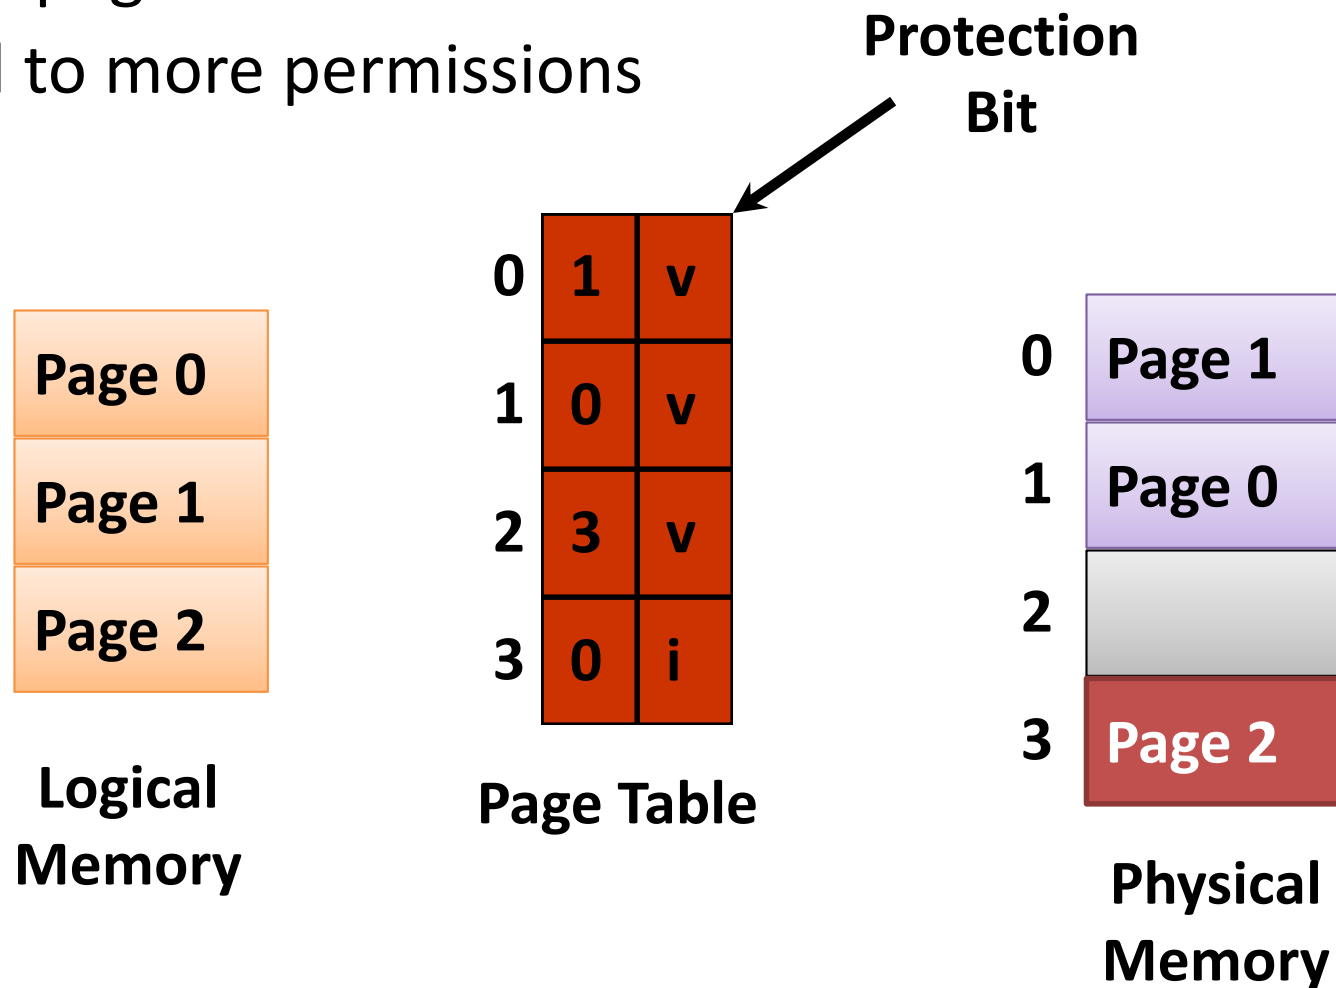 to more permissions
Protection
Bit
0 1 v
1 0 v
2 3 v
3 0 i
Page Table
Page 0
Page 1
Page 2
Logical
Memory
0 Page 1
1 Page 0
2
3 Page 2
Physical
Memory